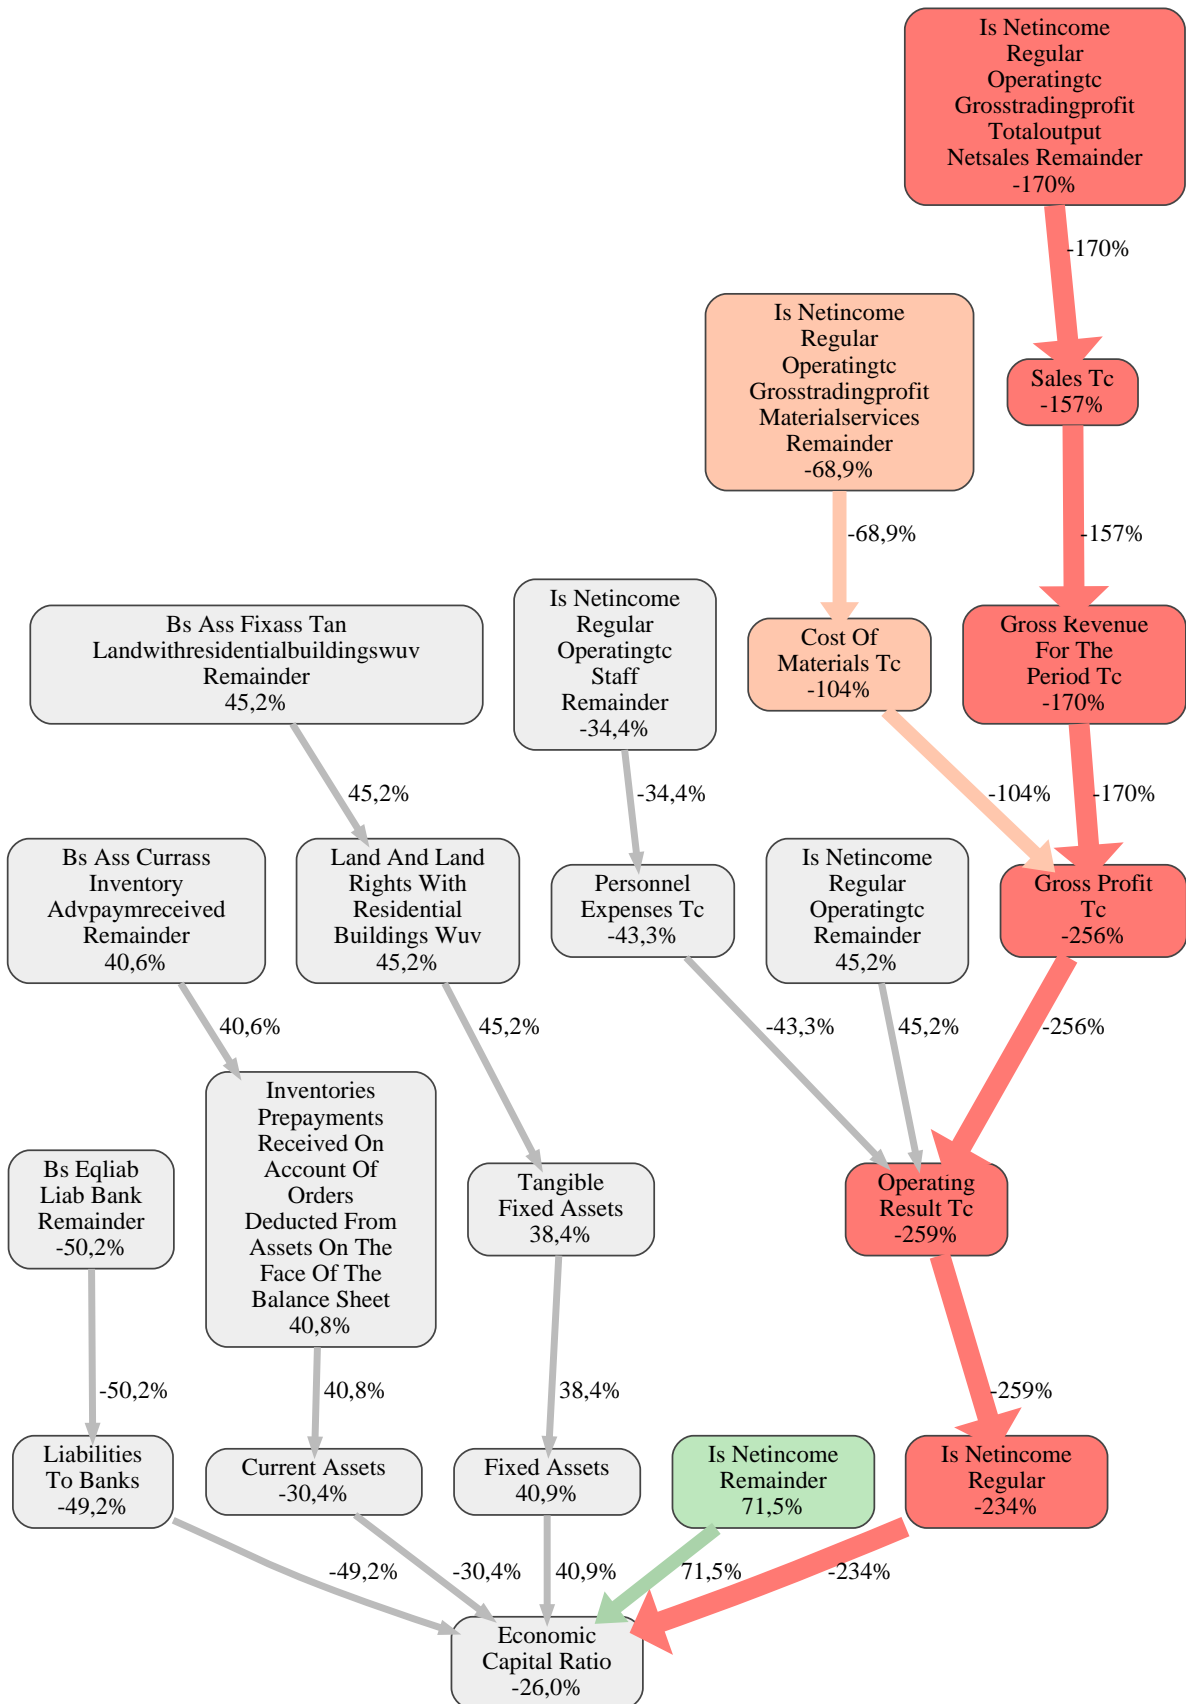 Is Netincome
Regular
Operatingtc
Grosstradingprofit
Totaloutput
Netsales Remainder
-170%
-170%
Is Netincome
Regular
Operatingtc
Grosstradingprofit
Materialservices
Remainder
-68,9%
Sales Tc
-157%
-68,9%
-157%
Bs Ass Fixass Tan
Landwithresidentialbuildingswuv
Remainder
45,2%
Is Netincome
Regular
Operatingtc
Staff
Remainder
-34,4%
Cost Of
Materials Tc
-104%
Gross Revenue
For The
Period Tc
-170%
45,2%
-34,4%
-104%
-170%
Bs Ass Currass
Inventory
Advpaymreceived
Remainder
40,6%
Land And Land
Rights With
Residential
Buildings Wuv
45,2%
Personnel
Expenses Tc
-43,3%
Is Netincome
Regular
Operatingtc
Remainder
45,2%
Gross Profit
Tc
-256%
40,6%
45,2%
-43,3%
45,2%
-256%
Bs Eqliab
Liab Bank
Remainder
-50,2%
Inventories
Prepayments
Received On
Account Of
Orders
Deducted From
Assets On The
Face Of The
Balance Sheet
40,8%
Tangible
Fixed Assets
38,4%
Operating
Result Tc
-259%
-50,2%
40,8%
38,4%
-259%
Liabilities
To Banks
-49,2%
Current Assets
-30,4%
Fixed Assets
40,9%
Is Netincome
Remainder
71,5%
Is Netincome
Regular
-234%
-49,2%
-30,4%
40,9%
71,5%
-234%
Economic
Capital Ratio
-26,0%